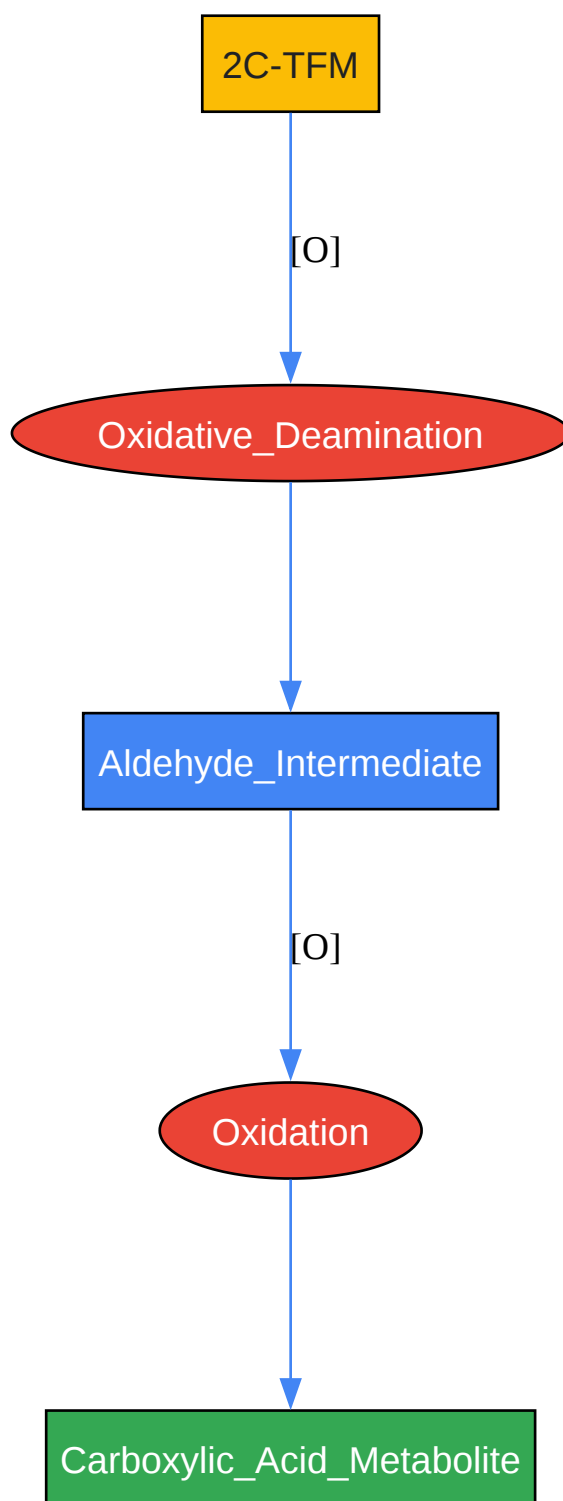 2C-TFM
[O]
Oxidative_Deamination
Aldehyde_Intermediate
[O]
Oxidation
Carboxylic_Acid_Metabolite